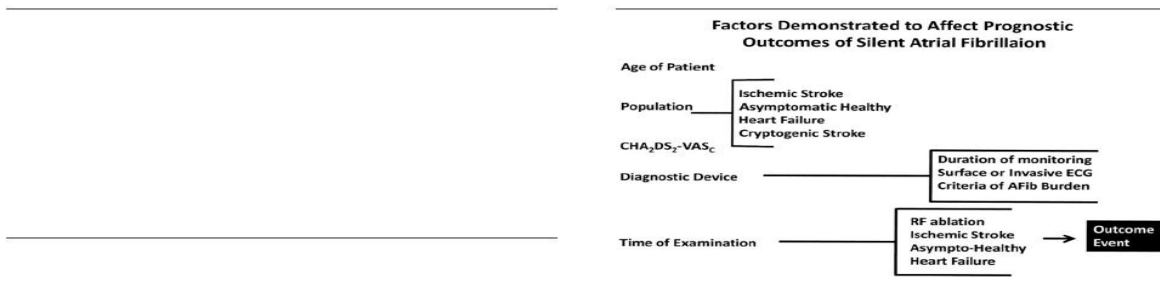 Factors Demonstrated to Affect Prognostic
Outcomes of Silent Atrial Fibrillaion
Age of Patient
Population
Ischemic Stroke
Asymptomatic Healthy
Heart Failure
Cryptogenic Stroke
CHA₂DS₂-VASc
Diagnostic Device
Duration of monitoring
Surface or Invasive ECG
Criteria of AFib Burden
Time of Examination
RF ablation
Ischemic Stroke
Asympto-Healthy
Heart Failure
Outcome
Event